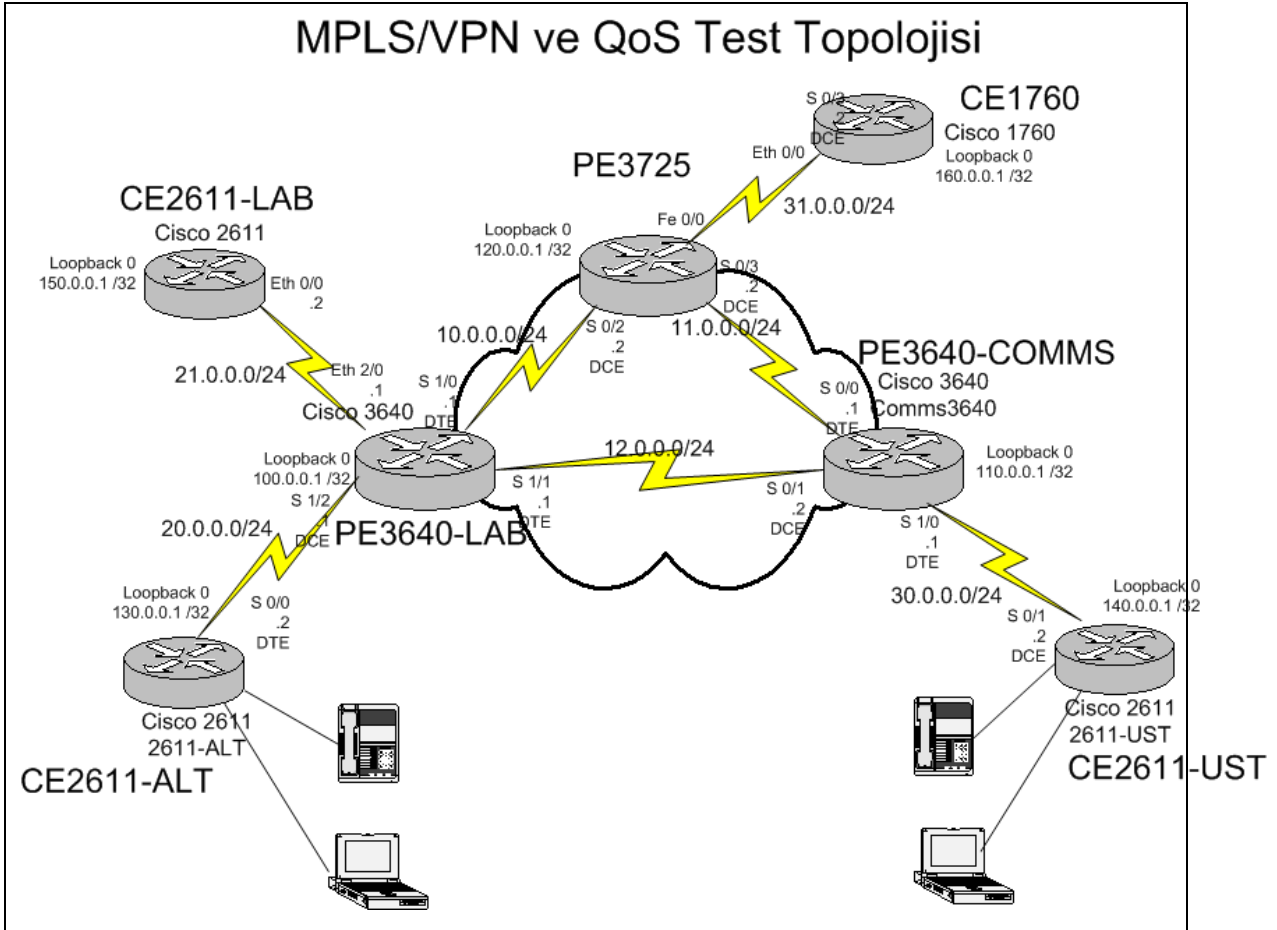 MPLS/VPN ve QoS Test Topolojisi
S 0/3
.2
DCE
CE1760
Cisco 1760
Loopback 0
160.0.0.1 /32
Eth 0/0
31.0.0.0/24
PE3725
Fe 0/0
Loopback 0
120.0.0.1 /32
S 0/3
.2
DCE
S 0/2
.2
DCE
CE2611-LAB
Cisco 2611
Loopback 0
150.0.0.1 /32
Eth 0/0
.2
10.0.0.0/24
11.0.0.0/24
21.0.0.0/24
Eth 2/0
.1
S 1/0
.1
DTE
Cisco 3640
PE3640-COMMS
Cisco 3640
Comms3640
S 0/0
.1
DTE
Loopback 0
100.0.0.1 /32
S 1/2
.1
DCE
PE3640-LAB
S 1/1
.1
DTE
12.0.0.0/24
S 0/1
.2
DCE
Loopback 0
110.0.0.1 /32
S 1/0
.1
DTE
20.0.0.0/24
30.0.0.0/24
Loopback 0
130.0.0.1 /32
S 0/0
.2
DTE
Loopback 0
140.0.0.1 /32
S 0/1
.2
DCE
Cisco 2611
2611-ALT
CE2611-ALT
Cisco 2611
2611-UST
CE2611-UST